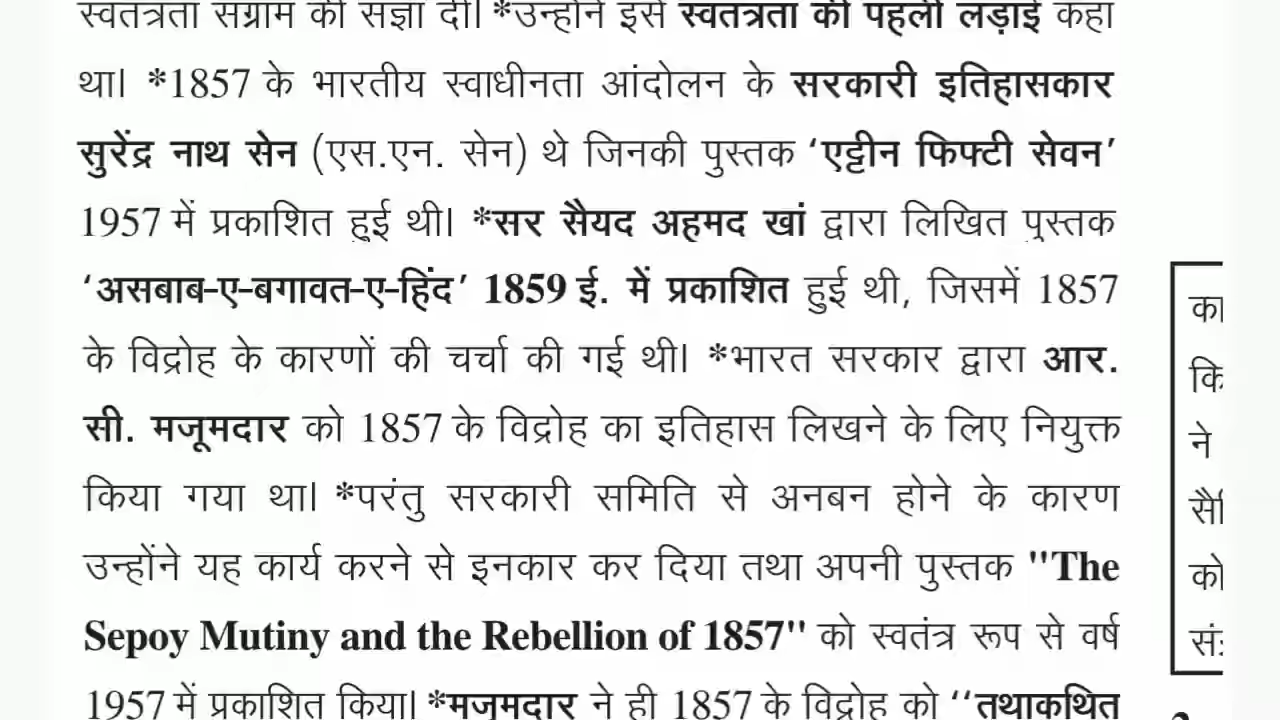 स्वतंत्रता संग्राम की संज्ञा दी। *उन्होंने इसे स्वतंत्रता की पहली लड़ाई कहा
था। *1857 के भारतीय स्वाधीनता आंदोलन के सरकारी इतिहासकार
सुरेंद्र नाथ सेन (एस.एन. सेन) थे जिनकी पुस्तक ‘एट्टीन फिफ्टी सेवन’
1957 में प्रकाशित हुई थी। *सर सैयद अहमद खां द्वारा लिखित पुस्तक
‘असबाब-ए-बगावत-ए-हिंद’ 1859 ई. में प्रकाशित हुई थी, जिसमें 1857
के विद्रोह के कारणों की चर्चा की गई थी। *भारत सरकार द्वारा आर.
सी. मजूमदार को 1857 के विद्रोह का इतिहास लिखने के लिए नियुक्त
किया गया था। *परंतु सरकारी समिति से अनबन होने के कारण
उन्होंने यह कार्य करने से इनकार कर दिया तथा अपनी पुस्तक "The
Sepoy Mutiny and the Rebellion of 1857" को स्वतंत्र रूप से वर्ष
1957 में प्रकाशित किया। *मजूमदार ने ही 1857 के विद्रोह को ‘‘तथाकथित
का
कि
ने
को